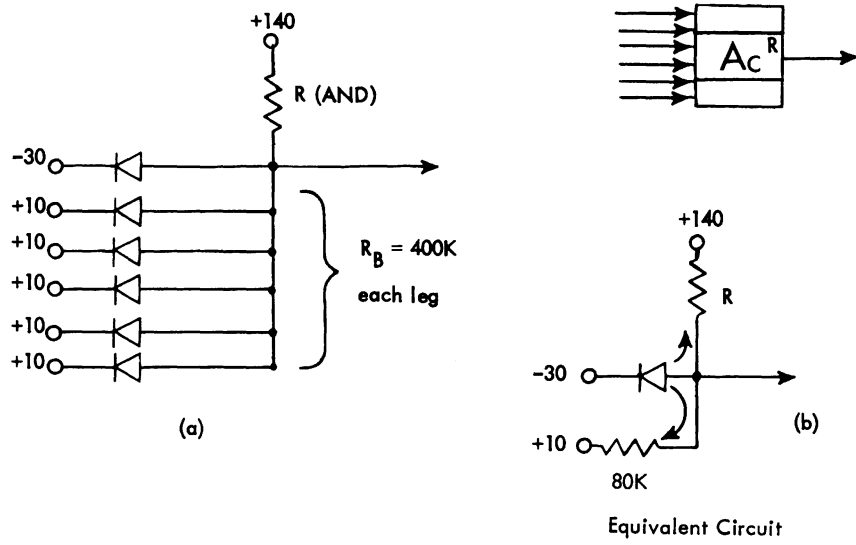 +140
R (AND)
-30
+10
+10
+10
+10
+10
R_B = 400K
each leg
(a)
A_C^R
+140
R
-30
+10
80K
(b)
Equivalent Circuit